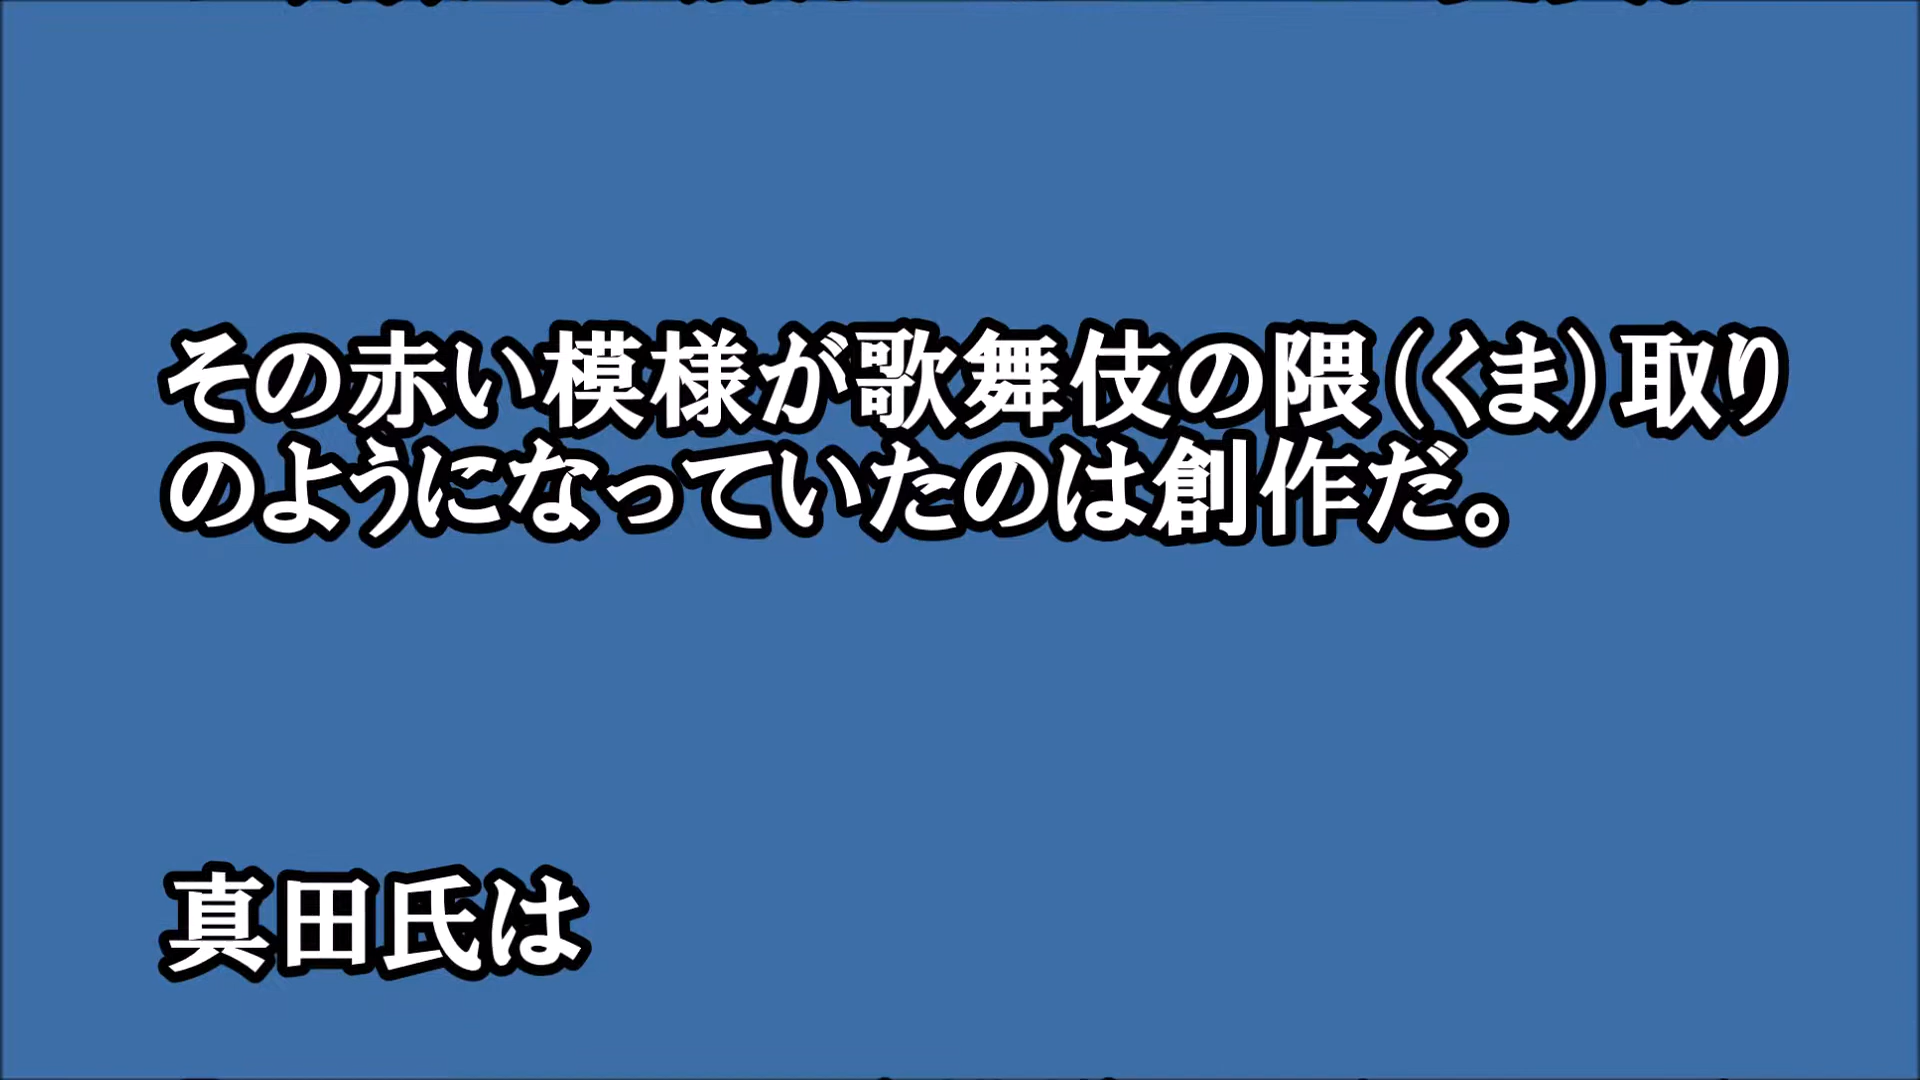 その赤い模様が歌舞伎の隈（くま）取り
のようになっていたのは創作だ。
真田氏は